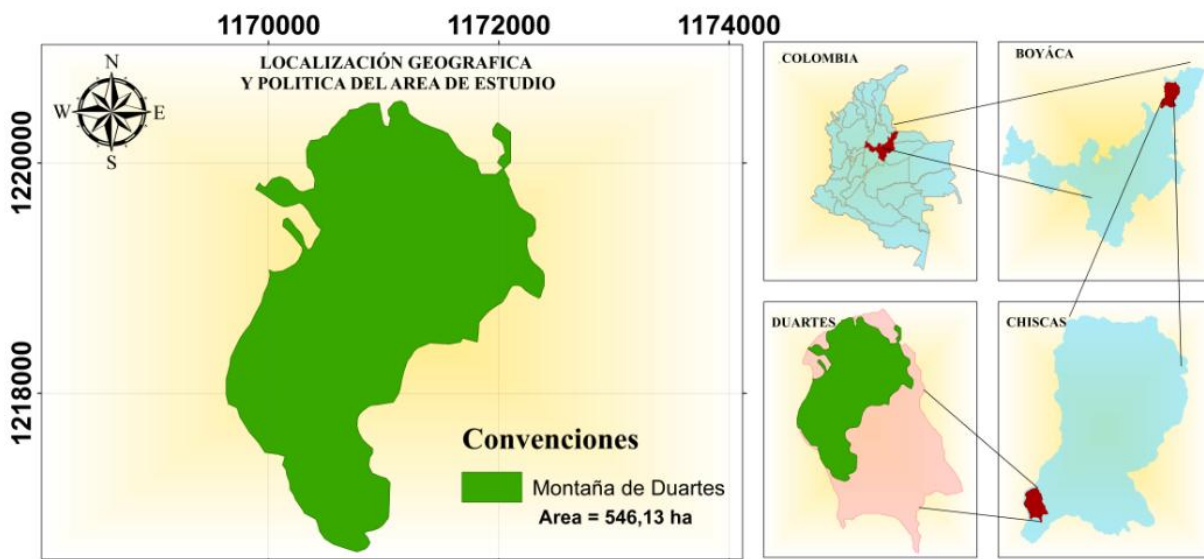 1170000 1172000 1174000
LOCALIZACIÓN GEOGRAFICA
Y POLITICA DEL AREA DE ESTUDIO
N
W E
S
1220000
1218000
Convenciones
Montaña de Duartes
Area = 546,13 ha
COLOMBIA
BOYÁCA
DUARTES
CHISCAS